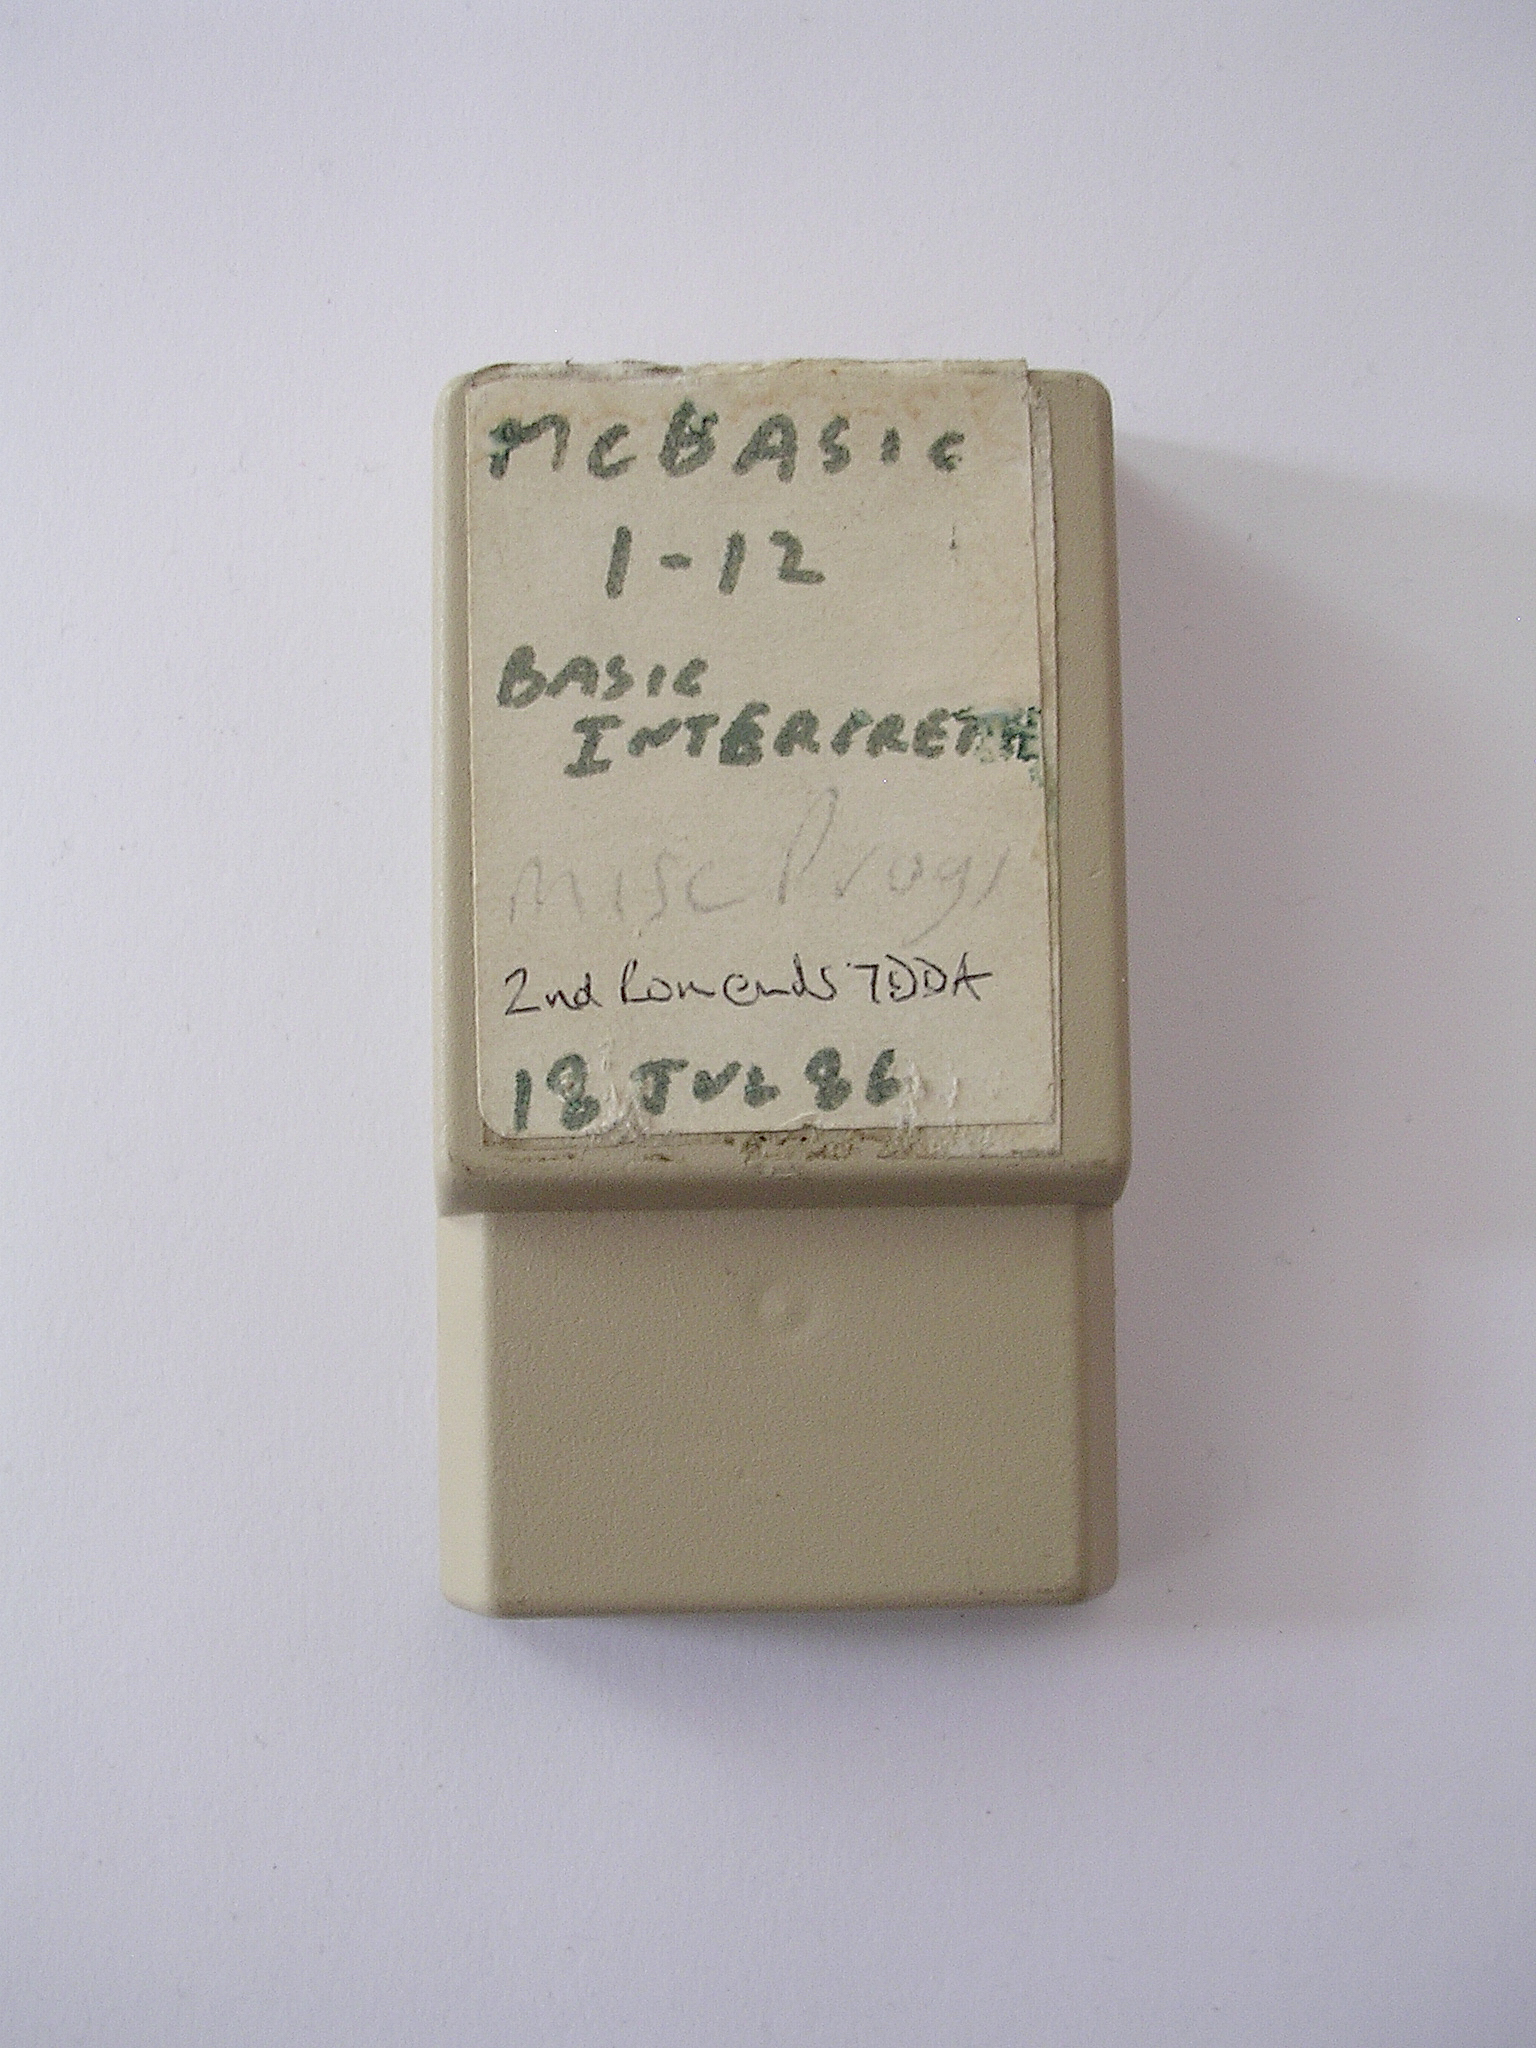 McBASIC
1-12
BASIC
INTERPRETE
Misc Progs
2nd Rom ends 7DDA
18 JUL 86